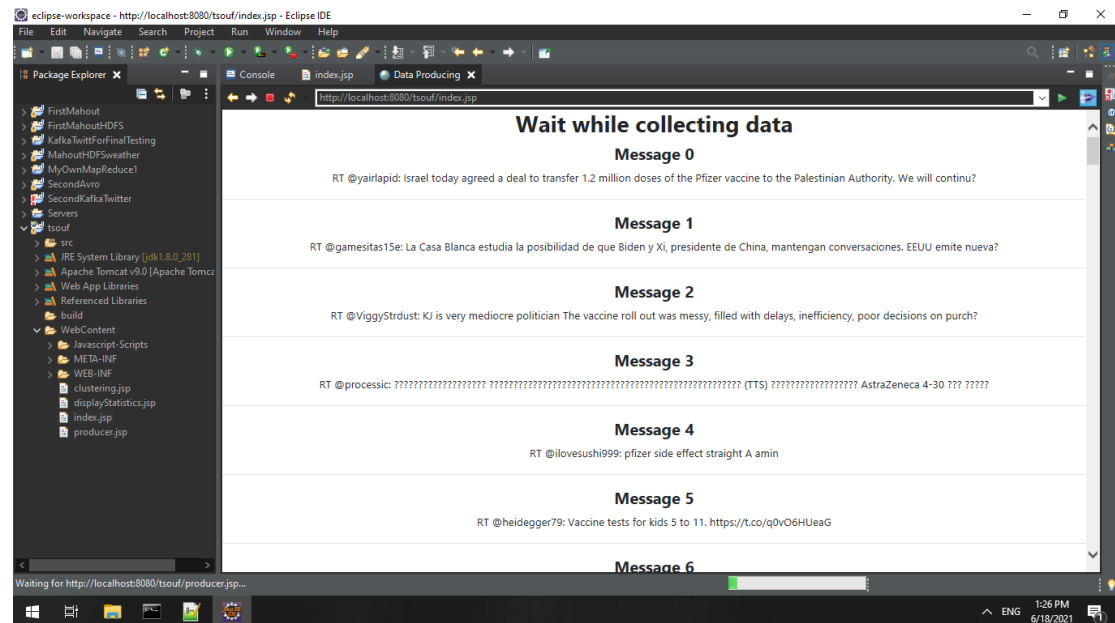 eclipse-workspace - http://localhost:8080/tsouf/index.jsp - Eclipse IDE
File Edit Navigate Search Project Run Window Help
Package Explorer
Console index.jsp Data Producing
http://localhost:8080/tsouf/index.jsp
FirstMahout
FirstMahoutHDFS
KafkaTwittForFinalTesting
MahoutHDFSweather
MyOwnMapReduce1
SecondAvro
SecondKafkaTwitter
Servers
tsouf
src
JRE System Library [jdk1.8.0_281]
Apache Tomcat v9.0 [Apache Tomca
Web App Libraries
Referenced Libraries
build
WebContent
Javascript-Scripts
META-INF
WEB-INF
clustering.jsp
displayStatistics.jsp
index.jsp
producer.jsp
Wait while collecting data
Message 0
RT @yairlapid: Israel today agreed a deal to transfer 1.2 million doses of the Pfizer vaccine to the Palestinian Authority. We will continu?
Message 1
RT @gamesitas15e: La Casa Blanca estudia la posibilidad de que Biden y Xi, presidente de China, mantengan conversaciones. EEUU emite nueva?
Message 2
RT @ViggyStrdust: KJ is very mediocre politician The vaccine roll out was messy, filled with delays, inefficiency, poor decisions on purch?
Message 3
RT @processic: ??????????????????? ???????????????????????????????????????????????????? (TTS) ?????????????????? AstraZeneca 4-30 ??? ?????
Message 4
RT @ilovesushi999: pfizer side effect straight A amin
Message 5
RT @heidegger79: Vaccine tests for kids 5 to 11. https://t.co/q0vO6HUeaG
Message 6
Waiting for http://localhost:8080/tsouf/producer.jsp...
ENG
1:26 PM
6/18/2021